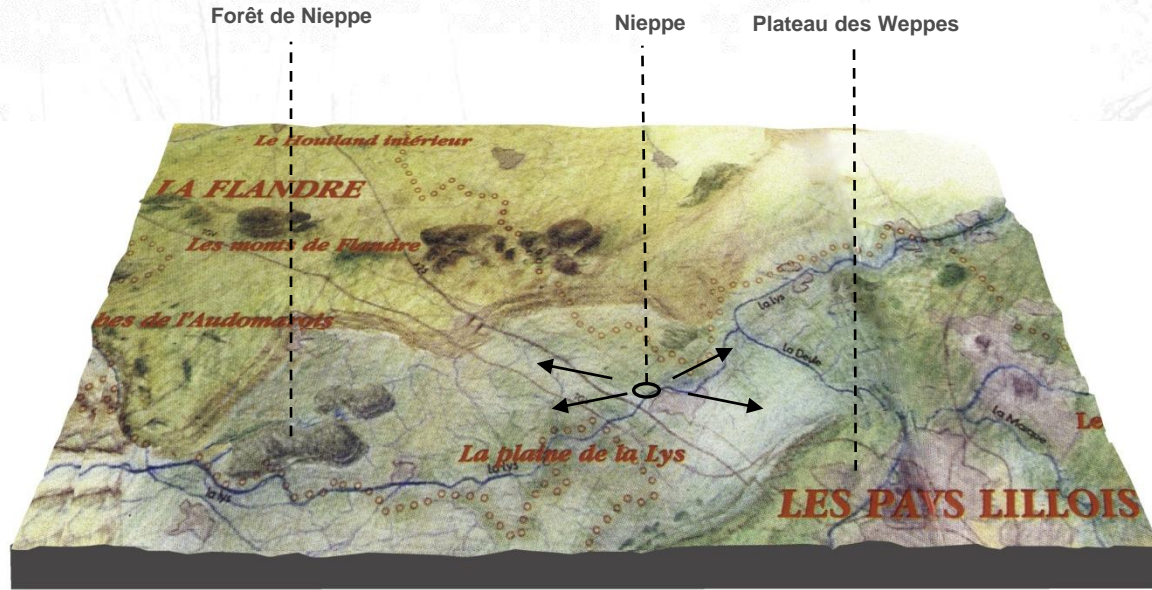 Forêt de Nieppe
Nieppe
Plateau des Weppes
Le Houtland intérieur
LA FLANDRE
Les monts de Flandre
bes de l'Audomarois
La Lys
La Deûle
La Marque
Le
La plaine de la Lys
La Lys
La Lys
LES PAYS LILLOIS